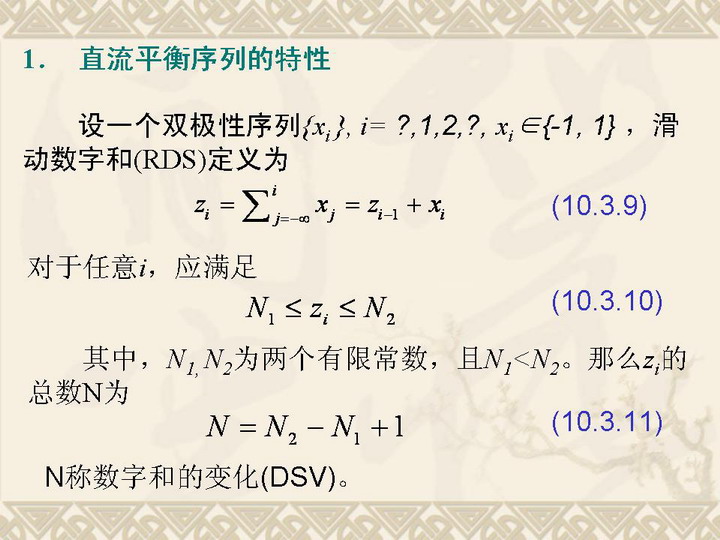 1. 直流平衡序列的特性
设一个双极性序列{xᵢ}, i= ?,1,2,?, xᵢ∈{-1, 1} ，滑
动数字和(RDS)定义为
zᵢ = ∑ⁱⱼ₌₋∞ xⱼ = zᵢ₋₁ + xᵢ (10.3.9)
对于任意i，应满足
N₁ ≤ zᵢ ≤ N₂ (10.3.10)
其中，N₁, N₂为两个有限常数，且N₁<N₂。那么zᵢ的
总数N为
N = N₂ − N₁ + 1 (10.3.11)
N称数字和的变化(DSV)。